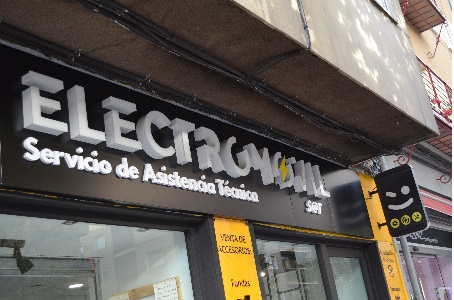 ELECTROMOVIL
Servicio de Asistencia Técnica
SAT
VENTA DE
ACCESORIOS
Fundas